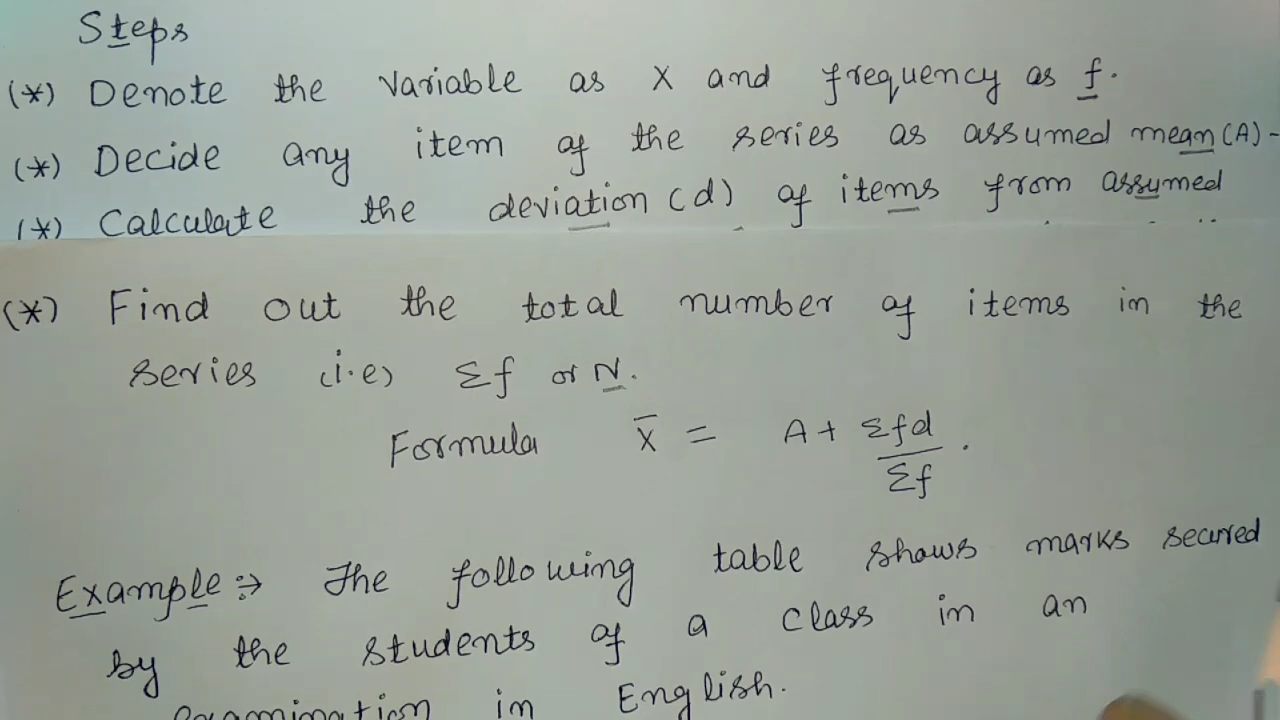 Steps
(*) Denote the variable as X and frequency as f.
(*) Decide any item of the series as assumed mean (A)-
(*) Calculate the deviation (d) of items from assumed
(*) Find out the total number of items in the
series (i.e) Σf or N.
Formula X̅ = A + Σfd / Σf .
Example :→ The following table shows marks secured
by the students of a class in an
examination in English.